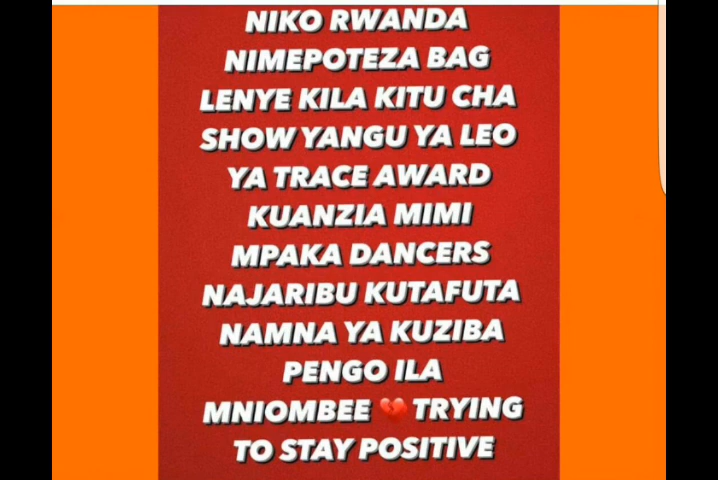 NIKO RWANDA
NIMEPOTEZA BAG
LENYE KILA KITU CHA
SHOW YANGU YA LEO
YA TRACE AWARD
KUANZIA MIMI
MPAKA DANCERS
NAJARIBU KUTAFUTA
NAMNA YA KUZIBA
PENGO ILA
MNIOMBEE 💔 TRYING
TO STAY POSITIVE